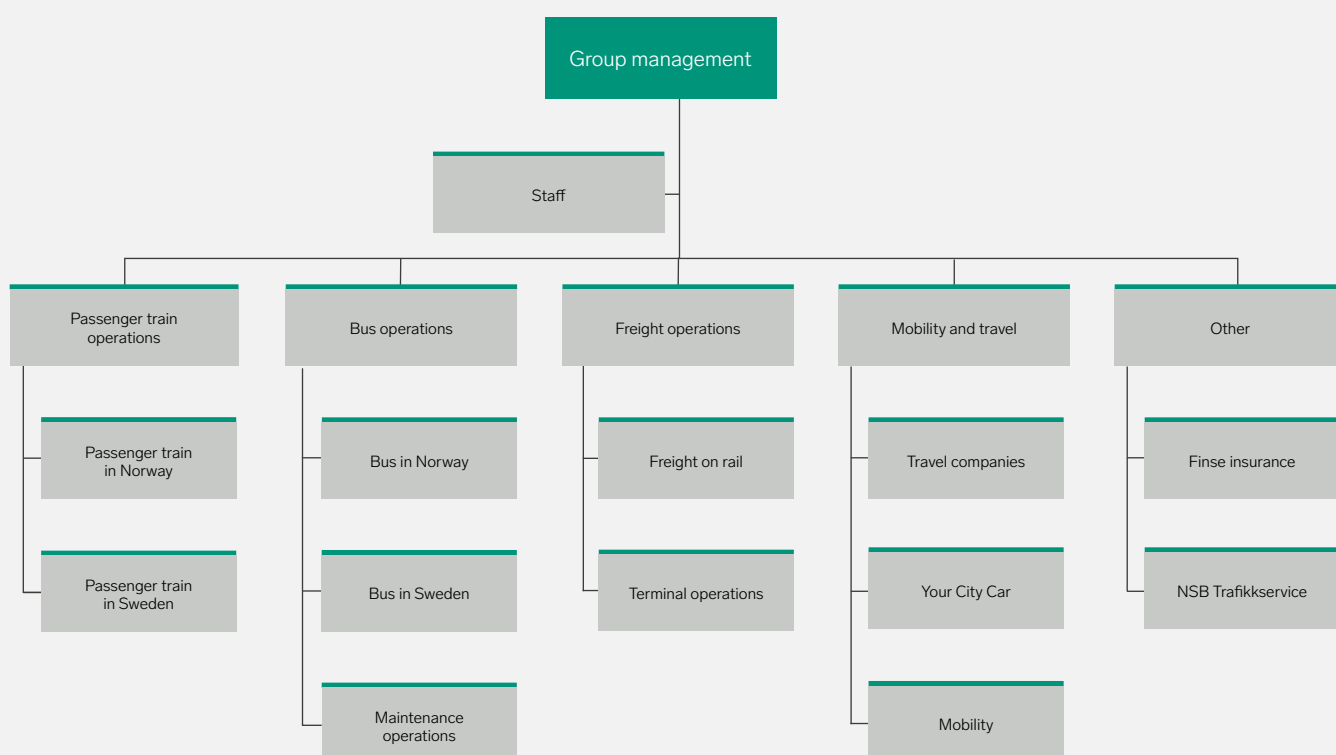 Group management
Staff
Passenger train
operations
Bus operations
Freight operations
Mobility and travel
Other
Passenger train
in Norway
Bus in Norway
Freight on rail
Travel companies
Finse insurance
Passenger train
in Sweden
Bus in Sweden
Terminal operations
Your City Car
NSB Trafikkservice
Maintenance
operations
Mobility